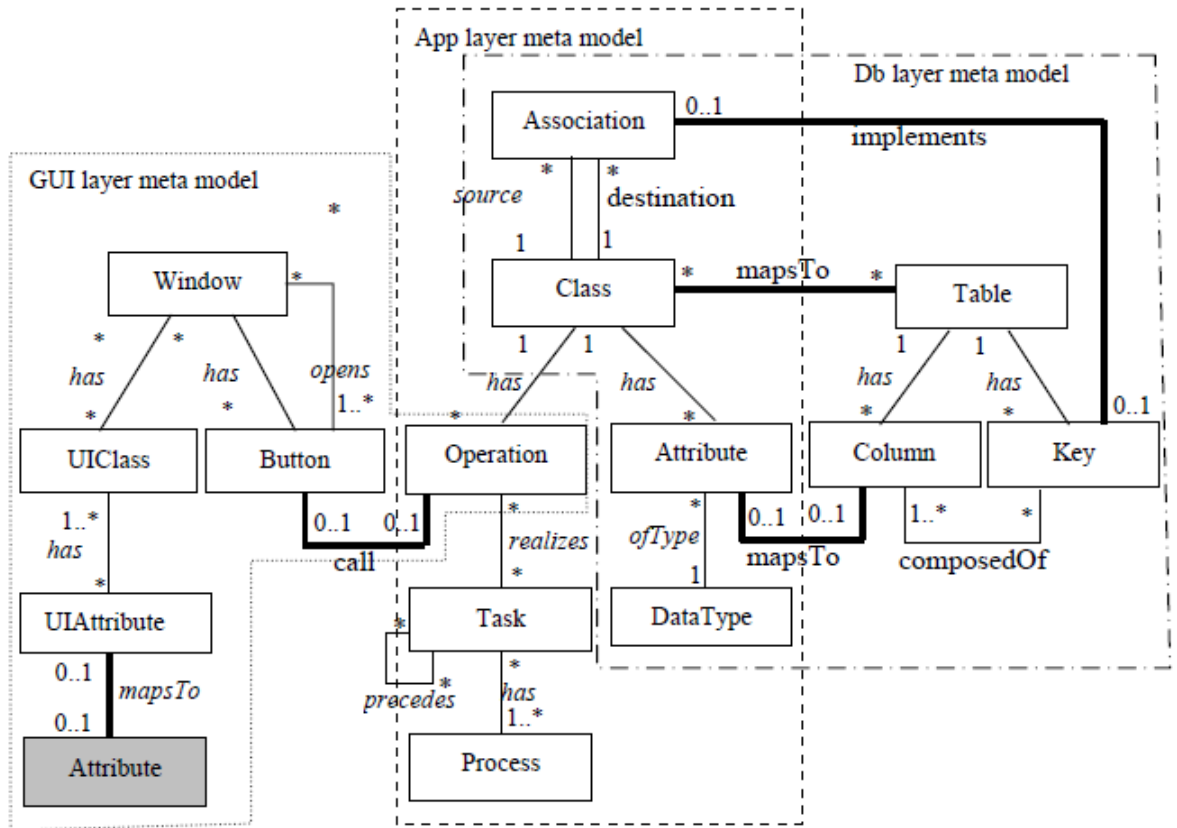 App layer meta model
Db layer meta model
Association
0..1
implements
*
*
source
destination
1
1
GUI layer meta model
*
Window
*
Class
*
mapsTo
*
Table
*
*
has
has
opens
*
*
1..*
1
1
has
has
*
*
1
1
has
has
*
*
0..1
UIClass
Button
Operation
Attribute
Column
Key
1..*
has
*
0..1
0..1
call
*
realizes
*
*
ofType
1
0..1
0..1
mapsTo
1..*
*
composedOf
UIAttribute
Task
DataType
0..1
mapsTo
0..1
*
*
precedes
*
has
1..*
Attribute
Process